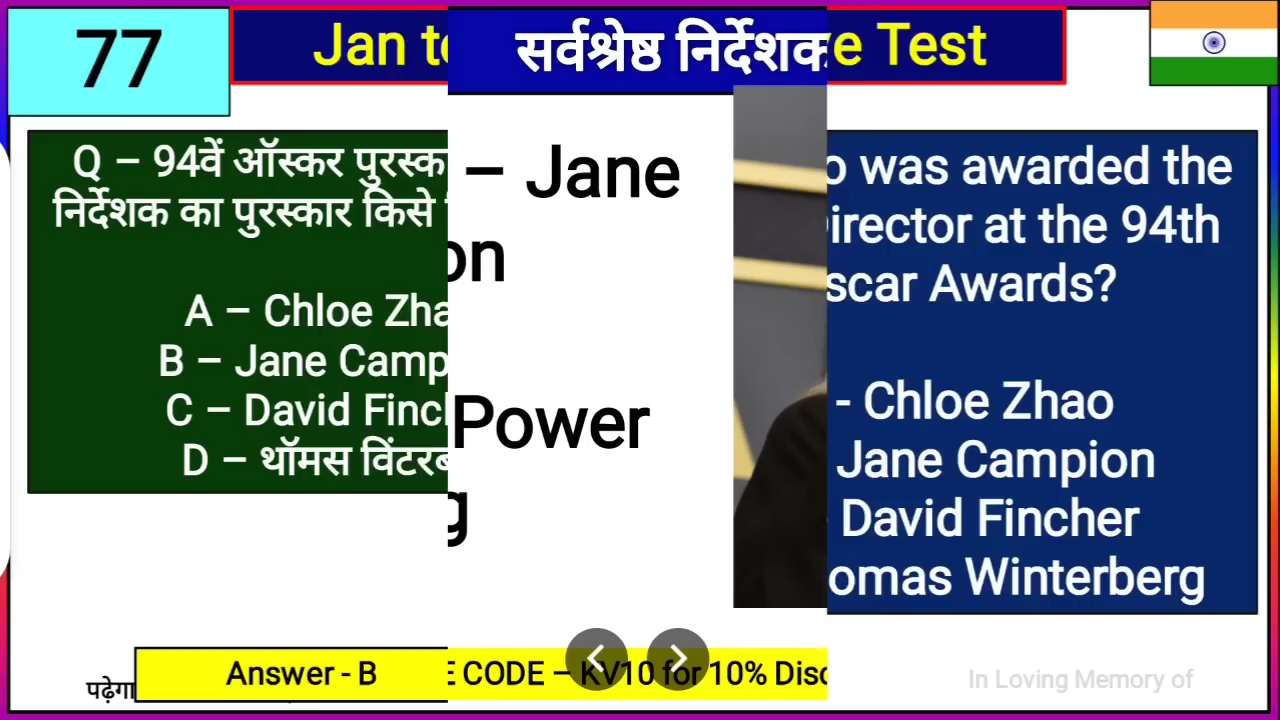 77
Jan to
सर्वश्रेष्ठ निर्देशक
e Test
Q – 94वें ऑस्कर पुरस्का
निर्देशक का पुरस्कार किसे
A – Chloe Zha
B – Jane Camp
C – David Finch
D – थॉमस विंटरब
Answer - B
पढ़ेगा
– Jane
on
Power
g
E CODE – KV10 for 10% Disc
o was awarded the
Director at the 94th
scar Awards?
- Chloe Zhao
Jane Campion
David Fincher
omas Winterberg
In Loving Memory of